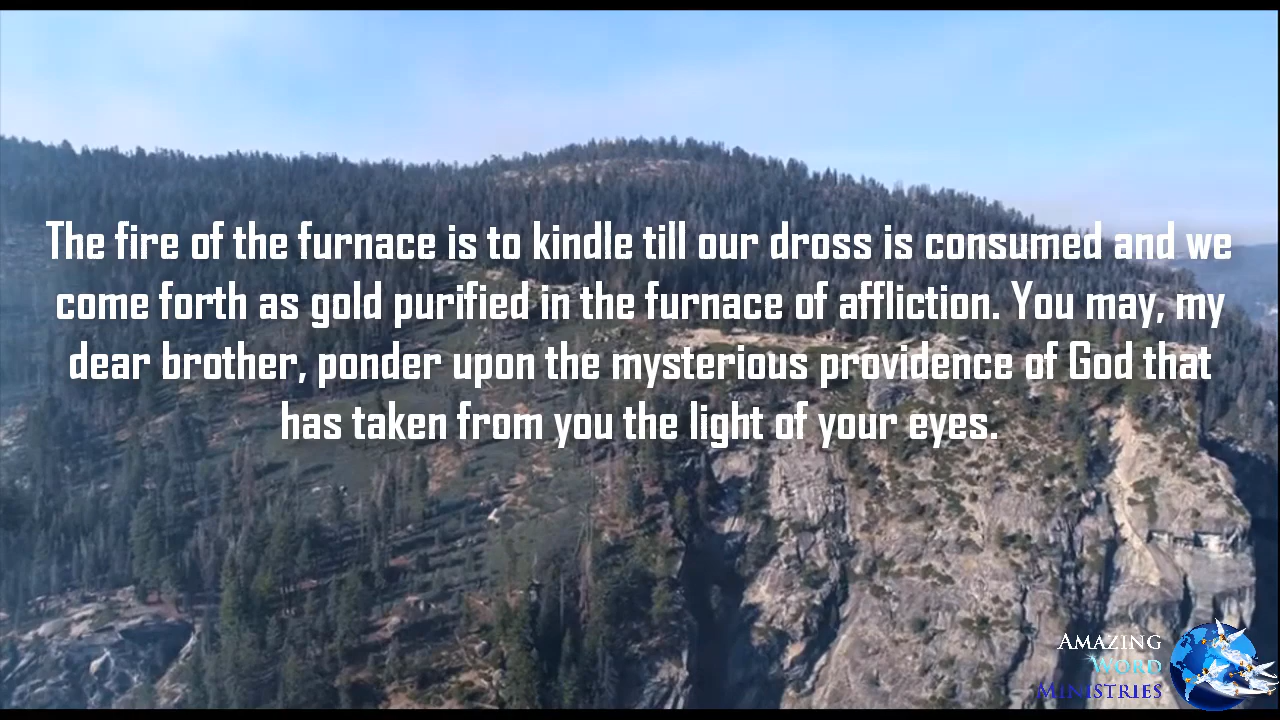 The fire of the furnace is to kindle till our dross is consumed and we
come forth as gold purified in the furnace of affliction. You may, my
dear brother, ponder upon the mysterious providence of God that
has taken from you the light of your eyes.
Amazing
Word
Ministries